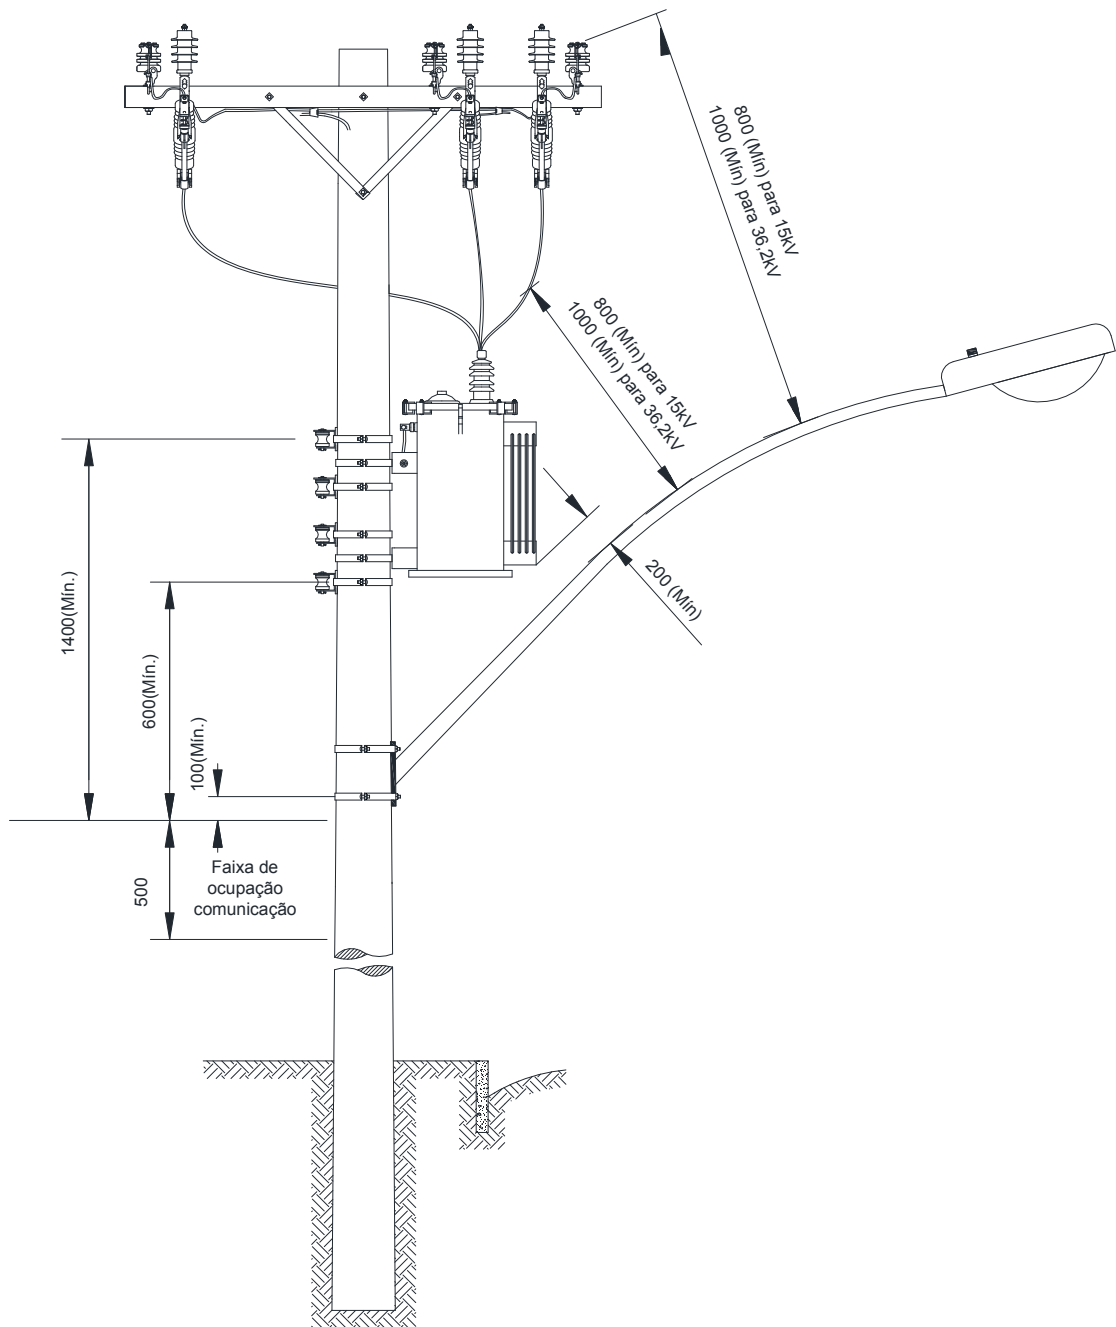 800 (Mín) para 15kV
1000 (Mín) para 36,2kV
800 (Mín) para 15kV
1000 (Mín) para 36,2kV
200 (Mín)
1400(Mín.)
600(Mín.)
100(Mín.)
500
Faixa de
ocupação
comunicação